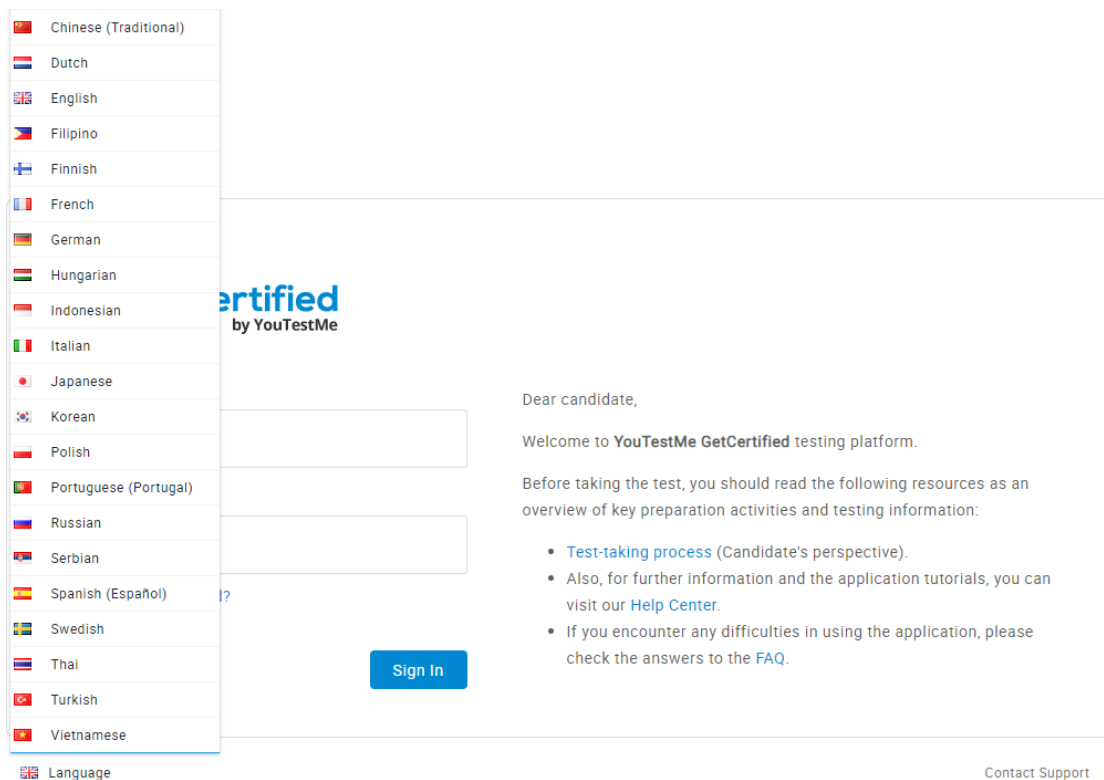 Chinese (Traditional)
Dutch
English
Filipino
Finnish
French
German
Hungarian
Indonesian
Italian
Japanese
Korean
Polish
Portuguese (Portugal)
Russian
Serbian
Spanish (Español)
Swedish
Thai
Turkish
Vietnamese
Language
ertified
by YouTestMe
?
Sign In
Dear candidate,
Welcome to YouTestMe GetCertified testing platform.
Before taking the test, you should read the following resources as an
overview of key preparation activities and testing information:
• Test-taking process (Candidate's perspective).
• Also, for further information and the application tutorials, you can
visit our Help Center.
• If you encounter any difficulties in using the application, please
check the answers to the FAQ.
Contact Support